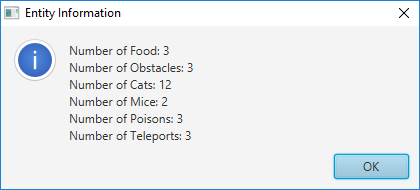 Entity Information
Number of Food: 3
Number of Obstacles: 3
Number of Cats: 12
Number of Mice: 2
Number of Poisons: 3
Number of Teleports: 3
OK